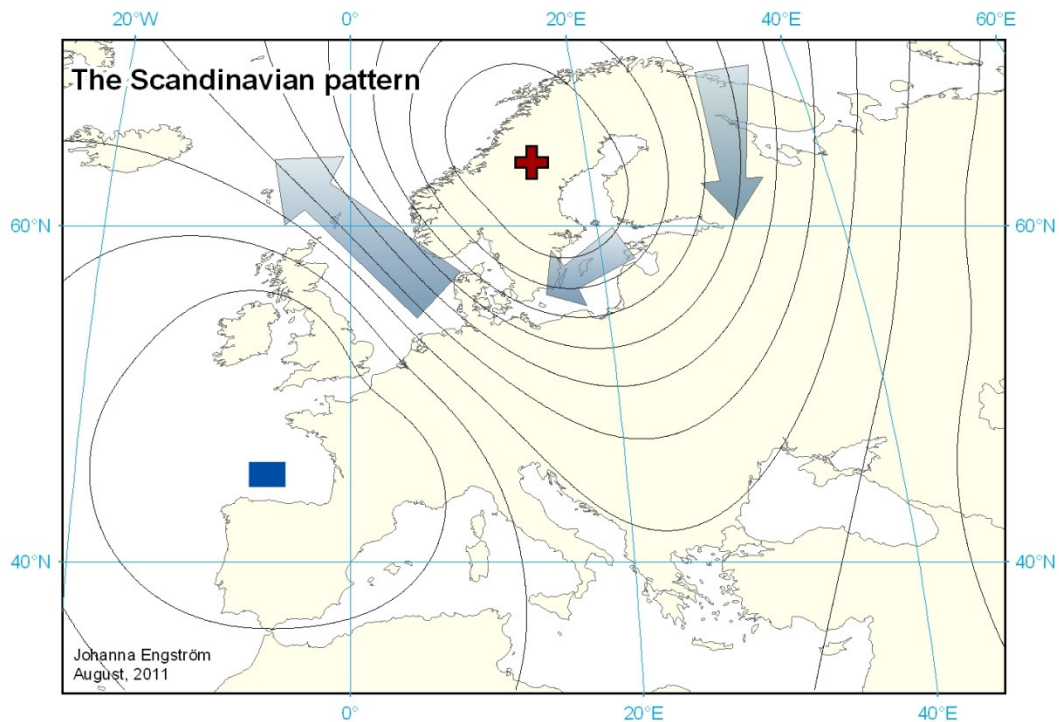 20°W 0° 20°E 40°E 60°E
The Scandinavian pattern
60°N 60°N
40°N 40°N
Johanna Engström
August, 2011
0° 20°E 40°E